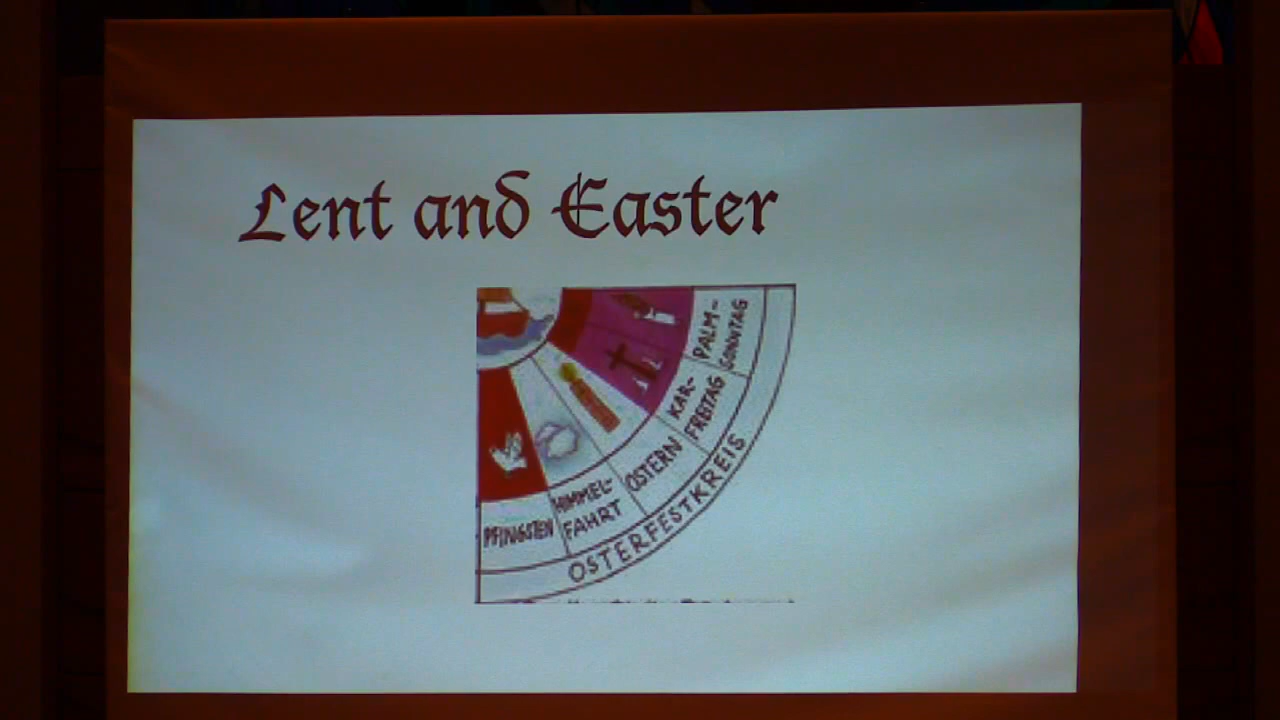 Lent and Easter
PALM-
SONNTAG
KAR-
FREITAG
OSTERN
HIMMEL-
FAHRT
PFINGSTEN
OSTERFESTKREIS